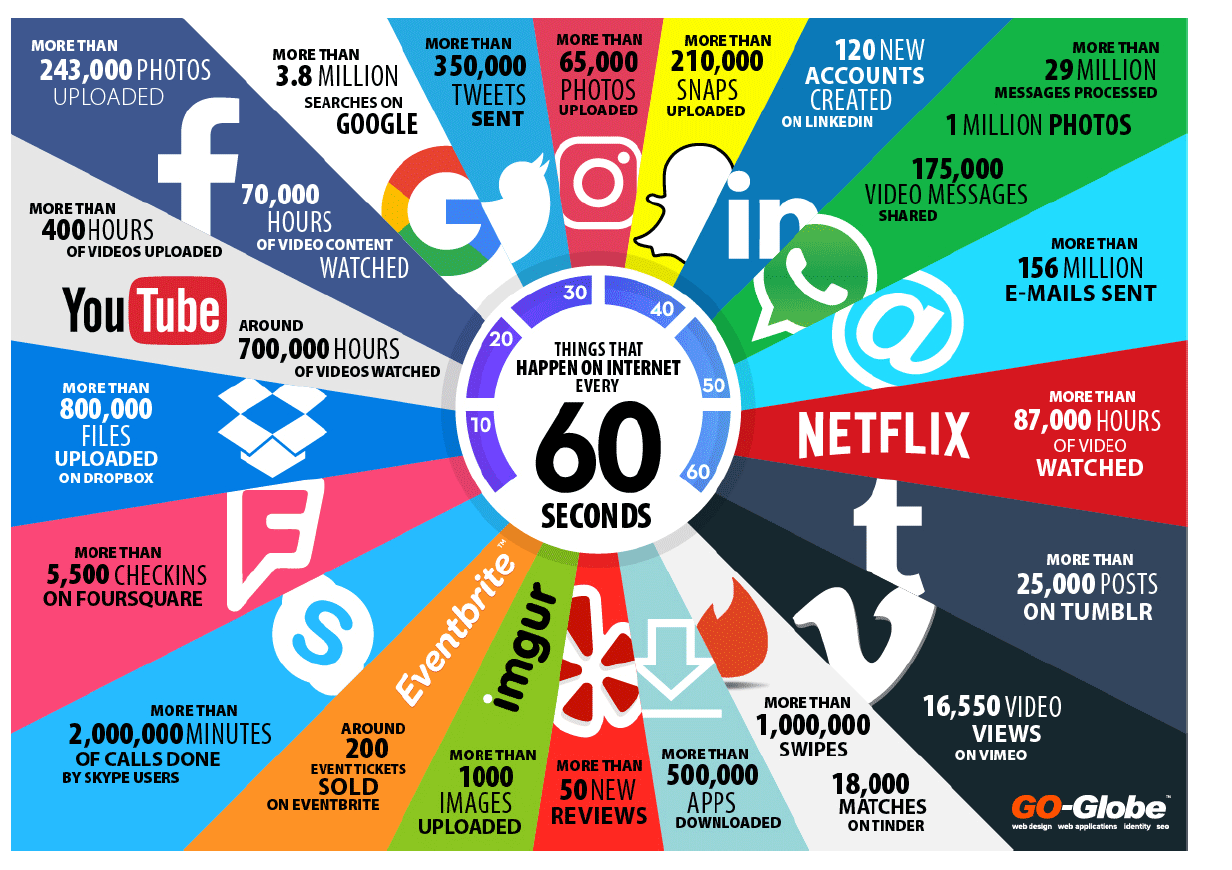 MORE THAN
243,000 PHOTOS
UPLOADED
f
70,000
HOURS
OF VIDEO CONTENT
WATCHED
MORE THAN
3.8 MILLION
SEARCHES ON
GOOGLE
G
MORE THAN
350,000
TWEETS
SENT
MORE THAN
65,000
PHOTOS
UPLOADED
MORE THAN
210,000
SNAPS
UPLOADED
120 NEW
ACCOUNTS
CREATED
ON LINKEDIN
in
MORE THAN
29 MILLION
MESSAGES PROCESSED
1 MILLION PHOTOS
175,000
VIDEO MESSAGES
SHARED
MORE THAN
156 MILLION
E-MAILS SENT
@
MORE THAN
400 HOURS
OF VIDEOS UPLOADED
YouTube
AROUND
700,000 HOURS
OF VIDEOS WATCHED
10
20
30
40
50
60
THINGS THAT
HAPPEN ON INTERNET
EVERY
60
SECONDS
NETFLIX
MORE THAN
87,000 HOURS
OF VIDEO
WATCHED
MORE THAN
800,000
FILES
UPLOADED
ON DROPBOX
t
MORE THAN
25,000 POSTS
ON TUMBLR
MORE THAN
5,500 CHECKINS
ON FOURSQUARE
S
MORE THAN
2,000,000 MINUTES
OF CALLS DONE
BY SKYPE USERS
Eventbrite™
AROUND
200
EVENT TICKETS
SOLD
ON EVENTBRITE
imgur
MORE THAN
1000
IMAGES
UPLOADED
MORE THAN
50 NEW
REVIEWS
MORE THAN
500,000
APPS
DOWNLOADED
MORE THAN
1,000,000
SWIPES
18,000
MATCHES
ON TINDER
v
16,550 VIDEO
VIEWS
ON VIMEO
GO-Globe™
web design web applications identity seo